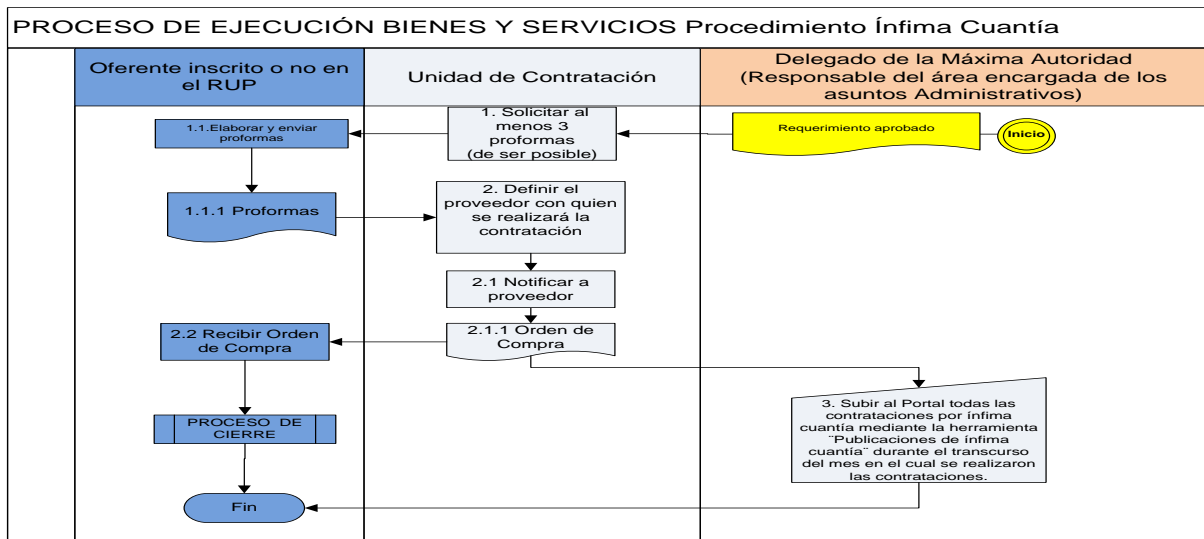 PROCESO DE EJECUCIÓN BIENES Y SERVICIOS Procedimiento Ínfima Cuantía
Oferente inscrito o no en
el RUP
Unidad de Contratación
Delegado de la Máxima Autoridad
(Responsable del área encargada de los
asuntos Administrativos)
1.1.Elaborar y enviar
proformas
1. Solicitar al
menos 3
proformas
(de ser posible)
Requerimiento aprobado
Inicio
1.1.1 Proformas
2. Definir el
proveedor con quien
se realizará la
contratación
2.1 Notificar a
proveedor
2.2 Recibir Orden
de Compra
2.1.1 Orden de
Compra
PROCESO DE
CIERRE
3. Subir al Portal todas las
contrataciones por ínfima
cuantía mediante la herramienta
¨Publicaciones de ínfima
cuantía¨ durante el transcurso
del mes en el cual se realizaron
las contrataciones.
Fin